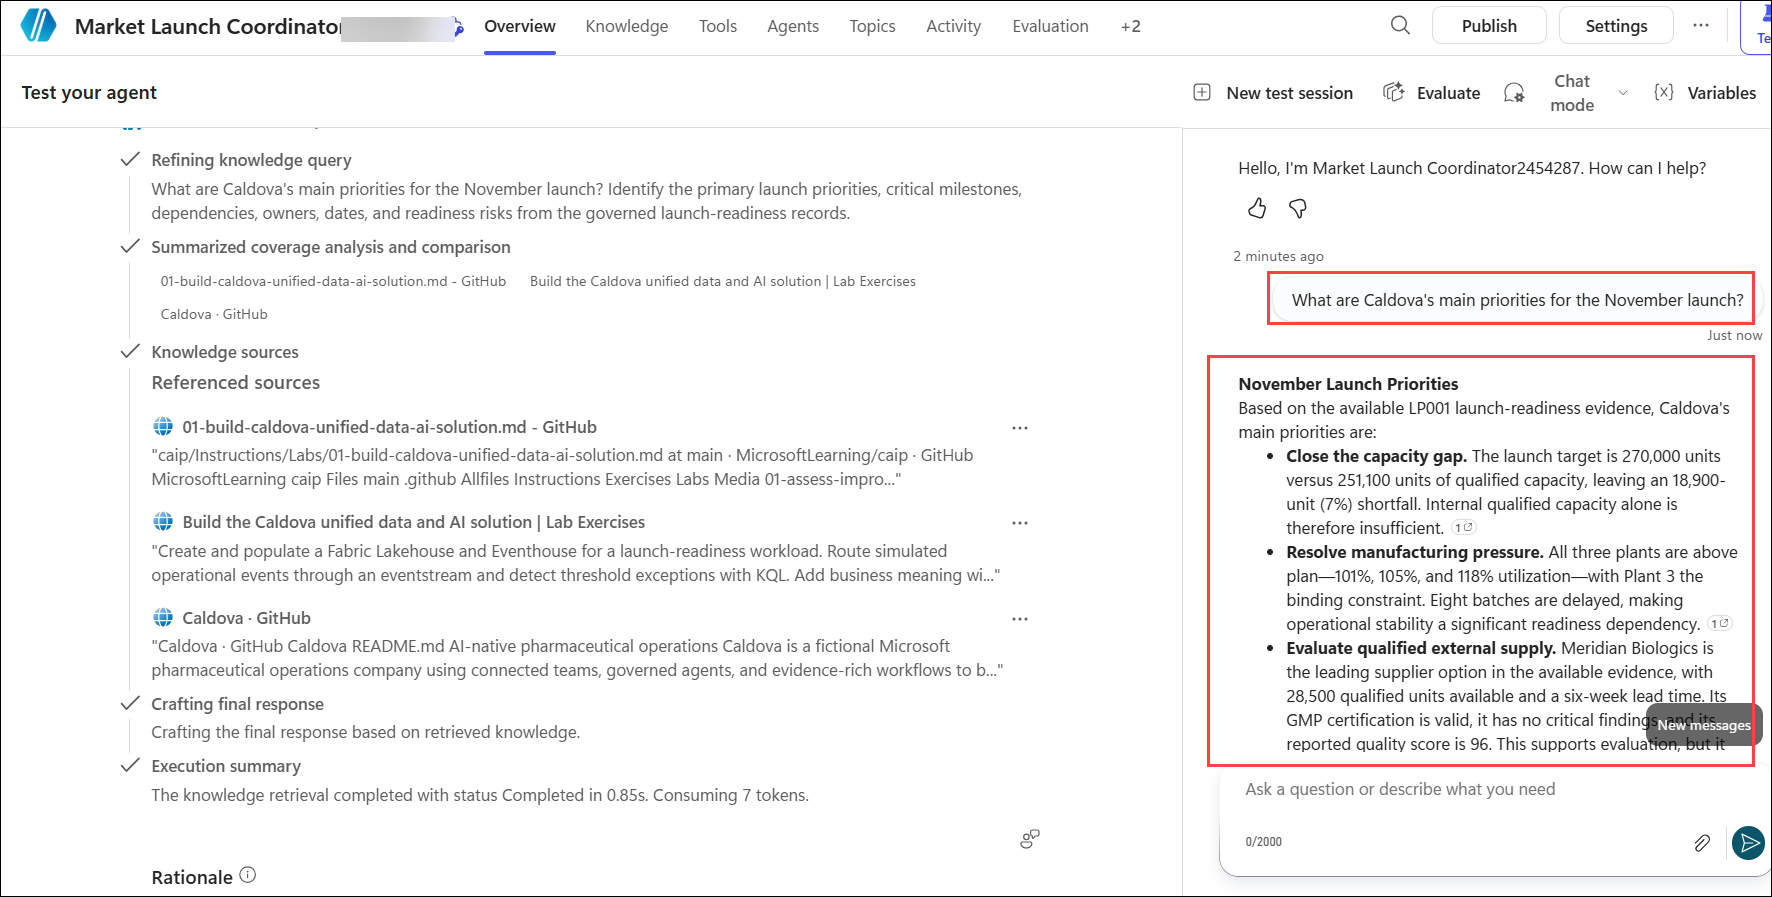 Market Launch Coordinator
Overview
Knowledge
Tools
Agents
Topics
Activity
Evaluation
+2
Publish
Settings
Te
Test your agent
New test session
Evaluate
Chat
mode
Variables
Refining knowledge query
What are Caldova's main priorities for the November launch? Identify the primary launch priorities, critical milestones,
dependencies, owners, dates, and readiness risks from the governed launch-readiness records.
Summarized coverage analysis and comparison
01-build-caldova-unified-data-ai-solution.md - GitHub
Build the Caldova unified data and AI solution | Lab Exercises
Caldova · GitHub
Knowledge sources
Referenced sources
01-build-caldova-unified-data-ai-solution.md - GitHub
"caip/Instructions/Labs/01-build-caldova-unified-data-ai-solution.md at main · MicrosoftLearning/caip · GitHub
MicrosoftLearning caip Files main .github Allfiles Instructions Exercises Labs Media 01-assess-impro..."
Build the Caldova unified data and AI solution | Lab Exercises
"Create and populate a Fabric Lakehouse and Eventhouse for a launch-readiness workload. Route simulated
operational events through an eventstream and detect threshold exceptions with KQL. Add business meaning wi..."
Caldova · GitHub
"Caldova · GitHub Caldova README.md AI-native pharmaceutical operations Caldova is a fictional Microsoft
pharmaceutical operations company using connected teams, governed agents, and evidence-rich workflows to b..."
Crafting final response
Crafting the final response based on retrieved knowledge.
Execution summary
The knowledge retrieval completed with status Completed in 0.85s. Consuming 7 tokens.
Rationale
Hello, I'm Market Launch Coordinator2454287. How can I help?
2 minutes ago
What are Caldova's main priorities for the November launch?
Just now
November Launch Priorities
Based on the available LP001 launch-readiness evidence, Caldova's
main priorities are:
• Close the capacity gap. The launch target is 270,000 units
versus 251,100 units of qualified capacity, leaving an 18,900-
unit (7%) shortfall. Internal qualified capacity alone is
therefore insufficient. 1
• Resolve manufacturing pressure. All three plants are above
plan—101%, 105%, and 118% utilization—with Plant 3 the
binding constraint. Eight batches are delayed, making
operational stability a significant readiness dependency. 1
• Evaluate qualified external supply. Meridian Biologics is
the leading supplier option in the available evidence, with
28,500 qualified units available and a six-week lead time. Its
GMP certification is valid, it has no critical findings, and its
New messages
reported quality score is 96. This supports evaluation, but it
Ask a question or describe what you need
0/2000